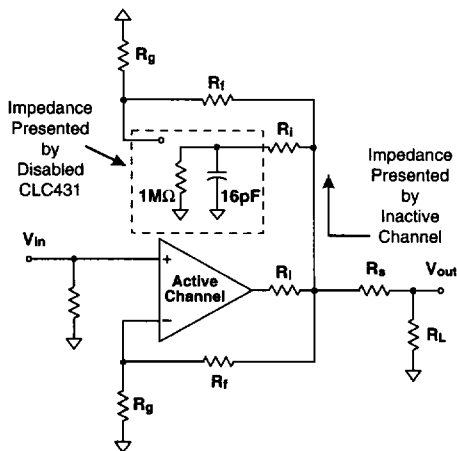 Rg
Rf
Impedance
Presented
by
Disabled
CLC431
Ri
1MΩ
16pF
Impedance
Presented
by
Inactive
Channel
Vin
+
Active
Channel
−
Ri
Rs
Vout
RL
Rf
Rg